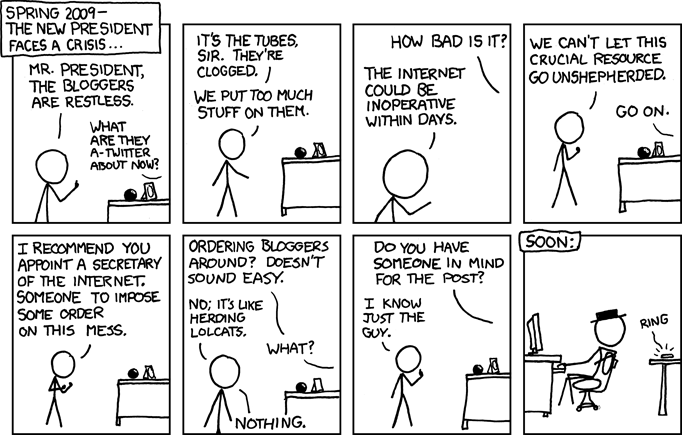 SPRING 2009—
THE NEW PRESIDENT
FACES A CRISIS...
MR. PRESIDENT,
THE BLOGGERS
ARE RESTLESS.
WHAT
ARE THEY
A-TWITTER
ABOUT NOW?
IT'S THE TUBES,
SIR. THEY'RE
CLOGGED.
WE PUT TOO MUCH
STUFF ON THEM.
HOW BAD IS IT?
THE INTERNET
COULD BE
INOPERATIVE
WITHIN DAYS.
WE CAN'T LET THIS
CRUCIAL RESOURCE
GO UNSHEPHERDED.
GO ON.
I RECOMMEND YOU
APPOINT A SECRETARY
OF THE INTERNET.
SOMEONE TO IMPOSE
SOME ORDER
ON THIS MESS.
ORDERING BLOGGERS
AROUND? DOESN'T
SOUND EASY.
NO; IT'S LIKE
HERDING
LOLCATS.
WHAT?
NOTHING.
DO YOU HAVE
SOMEONE IN MIND
FOR THE POST?
I KNOW
JUST THE
GUY.
SOON:
RING